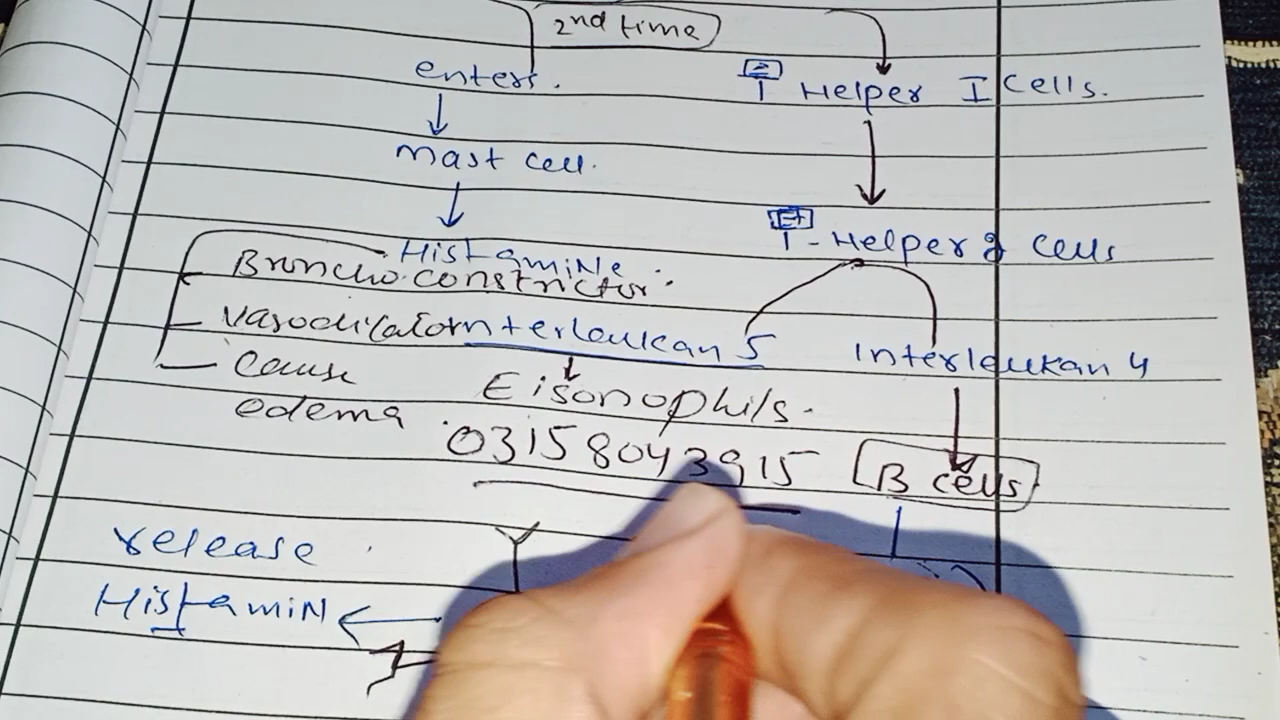 2nd time
enters. T Helper I cells.
Mast cell.
T-Helper 2 cells
Histamine
Bronchoconstrictor.
vasodilator nterleukan 5 Interleukan 4
cause Eisonophils.
edema
03158043915 B cells
release
Histamin